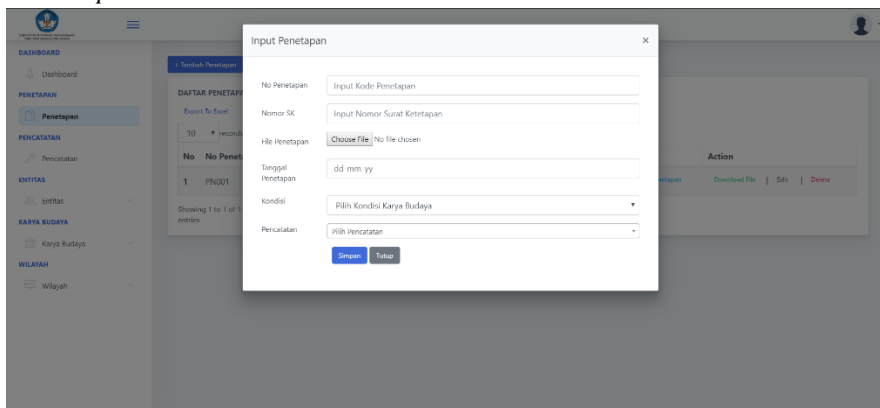 Input Penetapan ×
DASHBOARD
Dashboard
PENETAPAN
Penetapan
PENCATATAN
Pencatatan
ENTITAS
Entitas
KARYA BUDAYA
Karya Budaya
WILAYAH
Wilayah
+ Tambah Penetapan
DAFTAR PENETAPA
Export To Excel
10 records
No No Peneta Action
1 PN001 netapan Download File | Edit | Delete
Showing 1 to 1 of 1
entries
No Penetapan Input Kode Penetapan
Nomor SK Input Nomor Surat Ketetapan
File Penetapan Choose File No file chosen
Tanggal
Penetapan dd-mm-yy
Kondisi Pilih Kondisi Karya Budaya
Pencatatan Pilih Pencatatan
Simpan Tutup